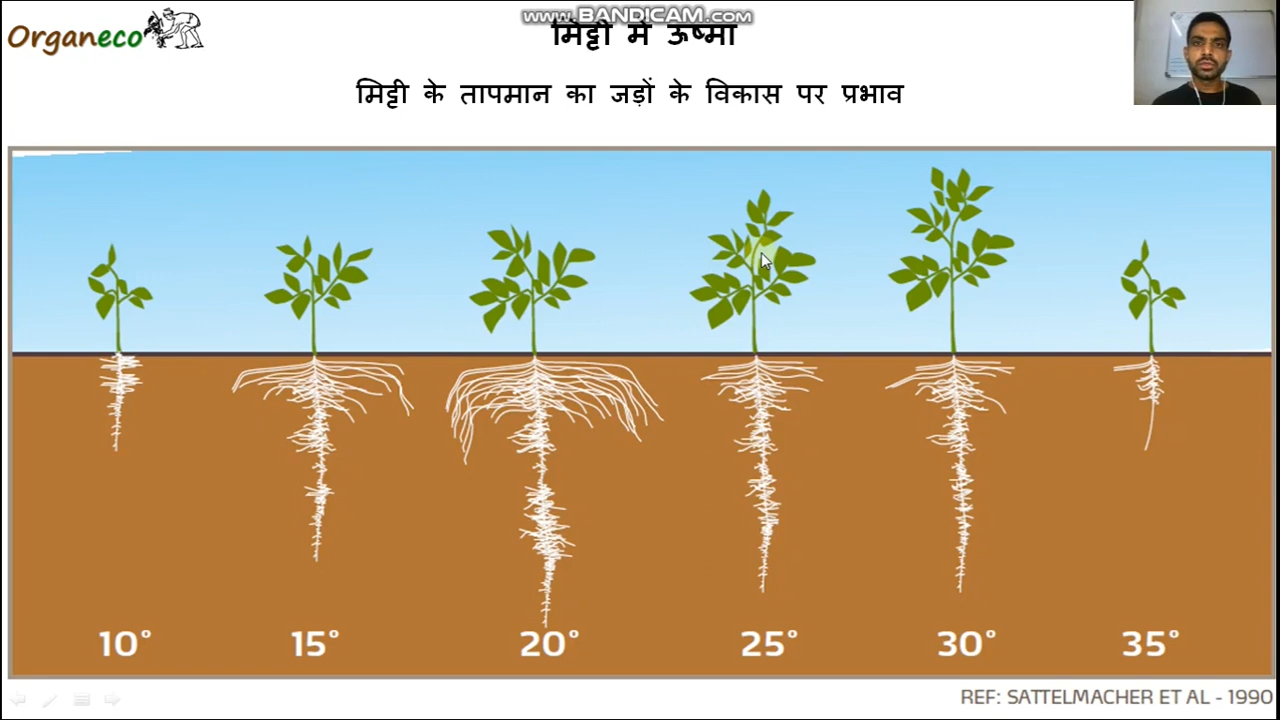 Organeco
www.BANDICAM.com
मिट्टी में ऊष्मा
मिट्टी के तापमान का जड़ों के विकास पर प्रभाव
10° 15° 20° 25° 30° 35°
REF: SATTELMACHER ET AL - 1990